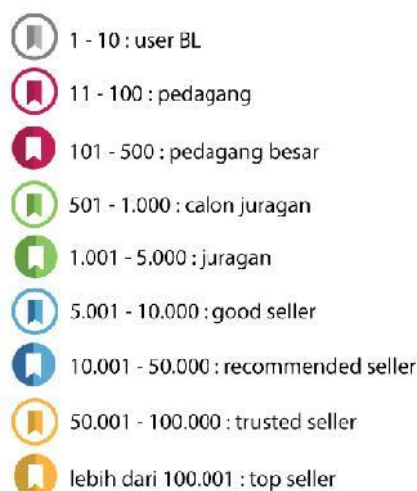 1 - 10 : user BL
11 - 100 : pedagang
101 - 500 : pedagang besar
501 - 1.000 : calon juragan
1.001 - 5.000 : juragan
5.001 - 10.000 : good seller
10.001 - 50.000 : recommended seller
50.001 - 100.000 : trusted seller
lebih dari 100.001 : top seller